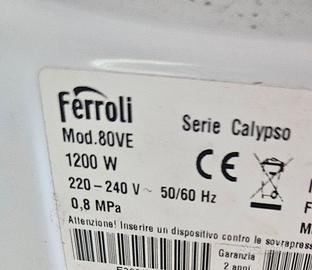 Ferroli
Mod.80VE
Serie Calypso
1200 W
CE
220-240 V~ 50/60 Hz
0,8 MPa
Attenzione! Inserire un dispositivo contro le sovrapress
Garanzia
2 anni